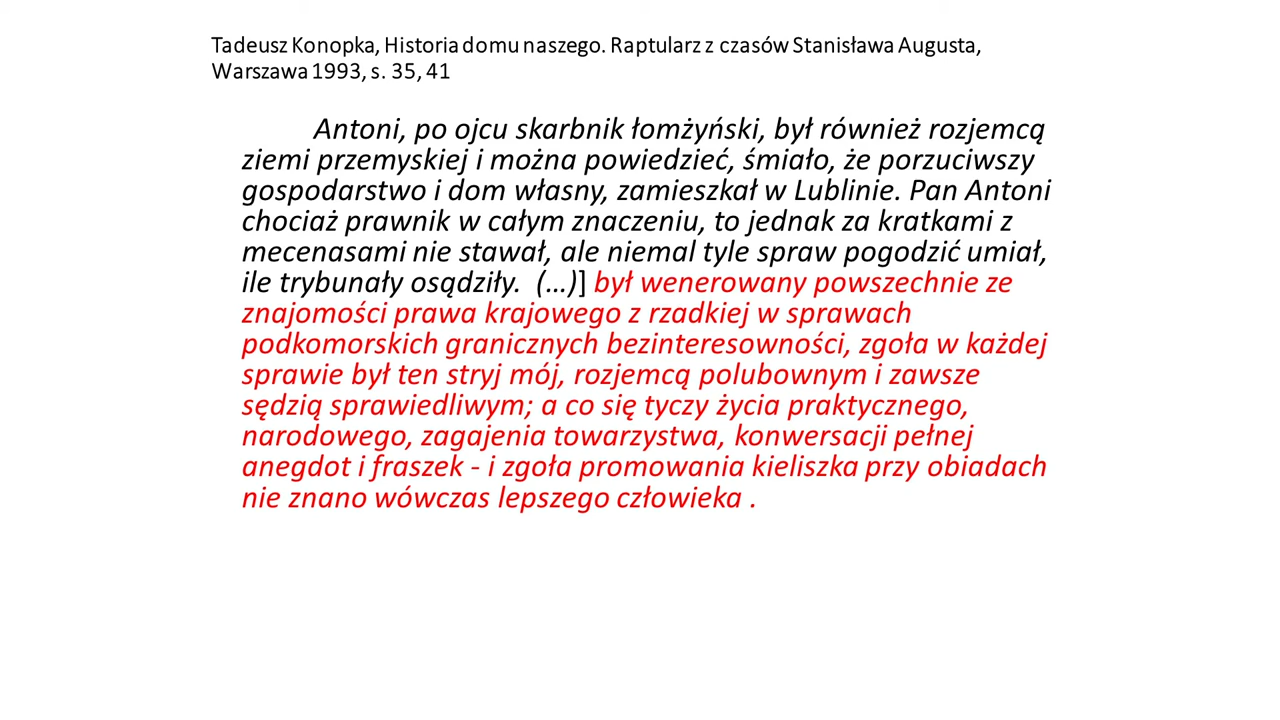 Tadeusz Konopka, Historia domu naszego. Raptularz z czasów Stanisława Augusta,
Warszawa 1993, s. 35, 41
Antoni, po ojcu skarbnik łomżyński, był również rozjemcą
ziemi przemyskiej i można powiedzieć, śmiało, że porzuciwszy
gospodarstwo i dom własny, zamieszkał w Lublinie. Pan Antoni
chociaż prawnik w całym znaczeniu, to jednak za kratkami z
mecenasami nie stawał, ale niemal tyle spraw pogodzić umiał,
ile trybunały osądziły. (...)] był wenerowany powszechnie ze
znajomości prawa krajowego z rzadkiej w sprawach
podkomorskich granicznych bezinteresowności, zgoła w każdej
sprawie był ten stryj mój, rozjemcą polubownym i zawsze
sędzią sprawiedliwym; a co się tyczy życia praktycznego,
narodowego, zagajenia towarzystwa, konwersacji pełnej
anegdot i fraszek - i zgoła promowania kieliszka przy obiadach
nie znano wówczas lepszego człowieka .